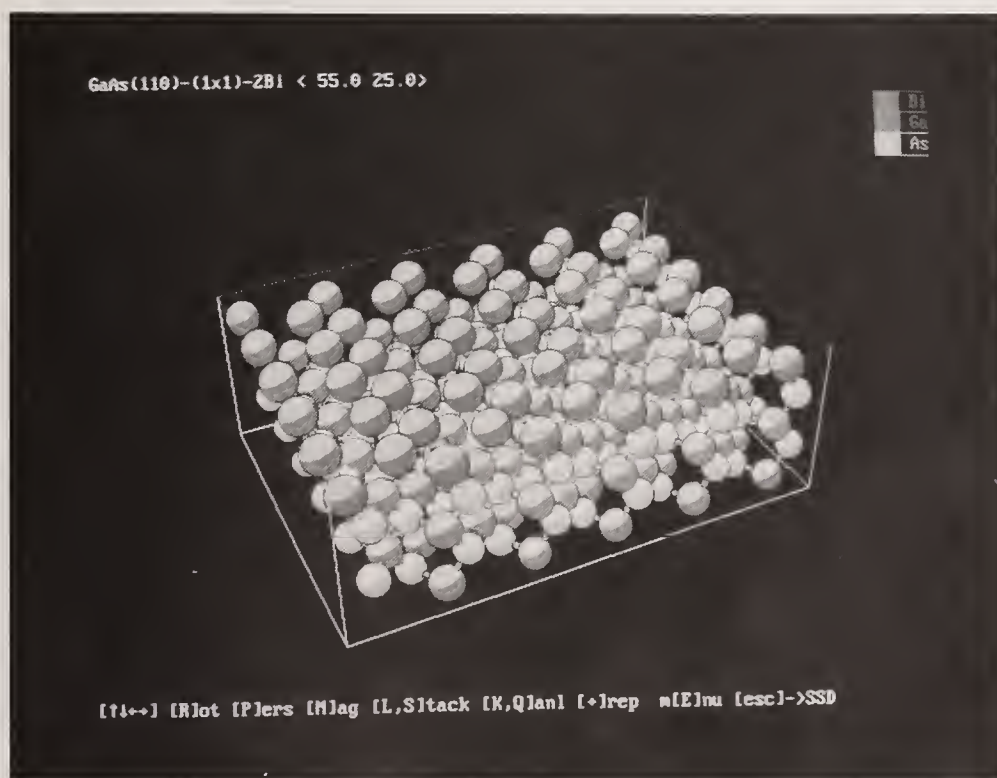 GaAs(110)-(1x1)-2Bi < 55.0 25.0>
Bi
Ga
As
[↑↓←→] [R]ot [P]ers [M]ag [L,S]tack [K,Q]anl [+]rep m[E]nu [esc]->SSD